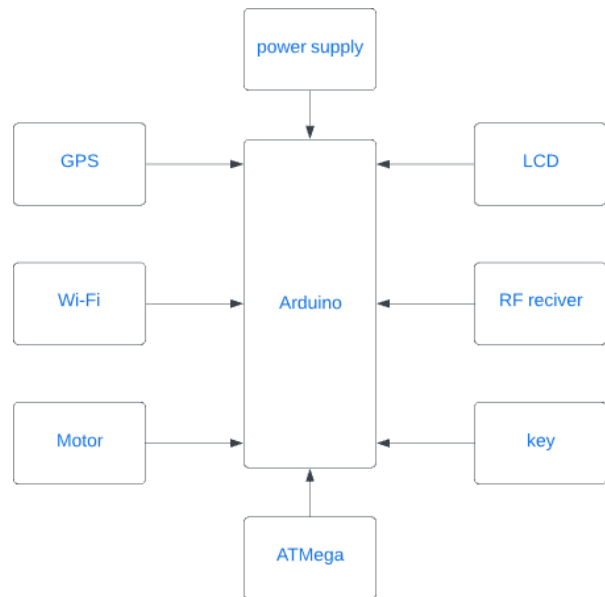 power supply
GPS
LCD
Wi-Fi
Arduino
RF reciver
Motor
key
ATMega